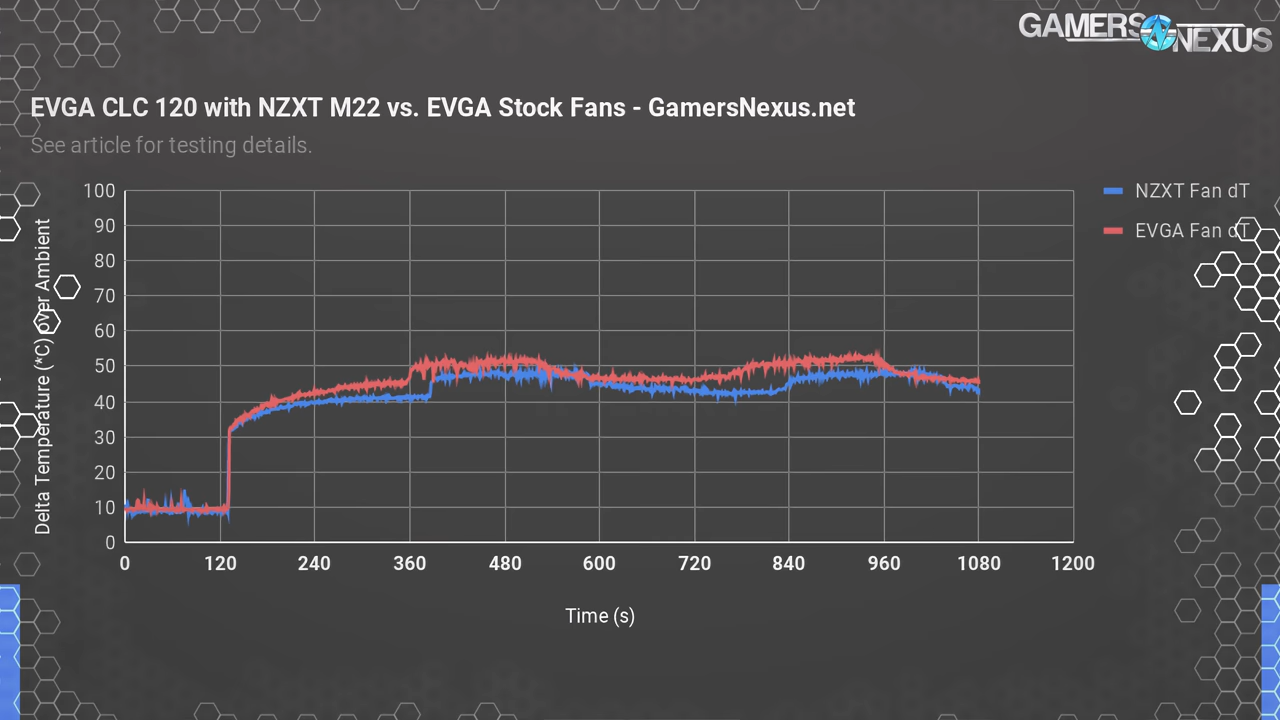 GAMERS NEXUS
EVGA CLC 120 with NZXT M22 vs. EVGA Stock Fans - GamersNexus.net
See article for testing details.
NZXT Fan dT
EVGA Fan dT
Delta Temperature (*C) over Ambient
100
90
80
70
60
50
40
30
20
10
0
0 120 240 360 480 600 720 840 960 1080 1200
Time (s)